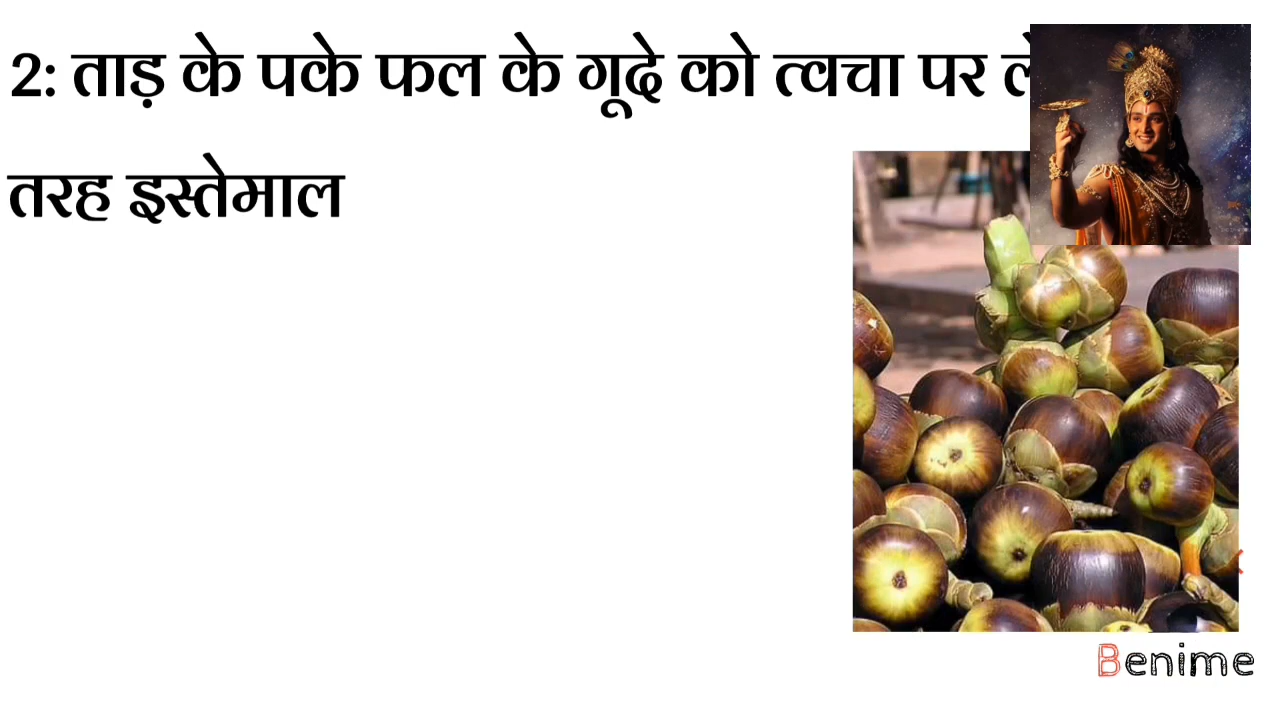 2: ताड़ के पके फल के गूदे को त्वचा पर
तरह इस्तेमाल
Benime